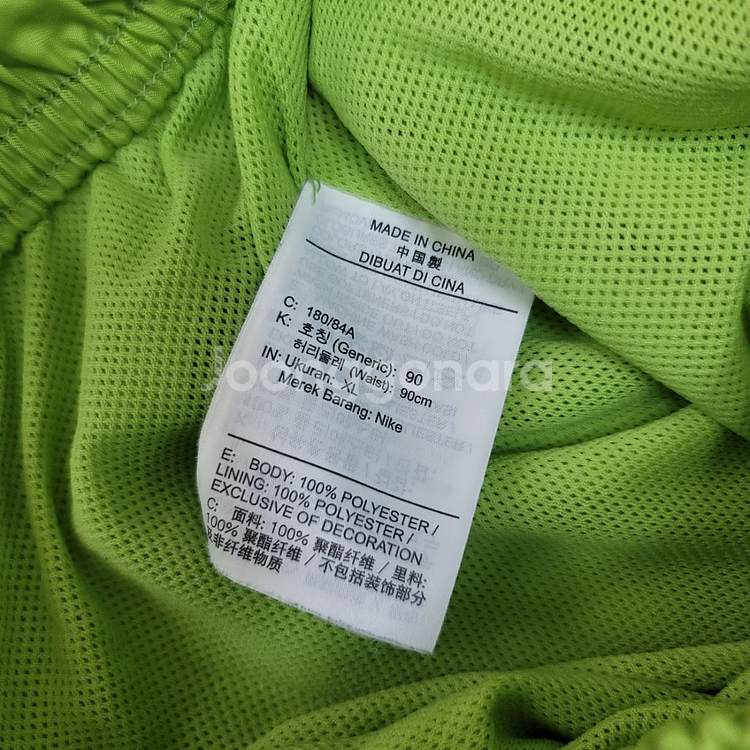 MADE IN CHINA
中国製
DIBUAT DI CINA
C: 180/84A
K: 호칭 (Generic): 90
허리둘레 (Waist): 90cm
IN: Ukuran: XL
Merek Barang: Nike
Joongonara
E: BODY: 100% POLYESTER /
LINING: 100% POLYESTER /
EXCLUSIVE OF DECORATION
C: 面料: 100% 聚酯纤维 / 里料:
100% 聚酯纤维 / 不包括装饰部分
&非纤维物质